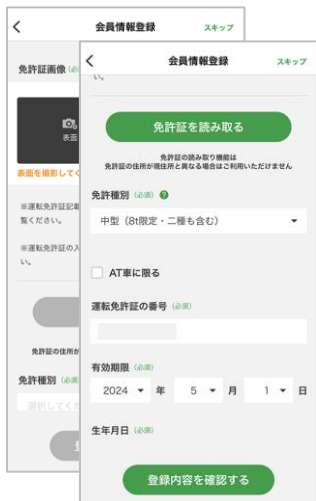 会員情報登録
スキップ
免許証画像
表面
表面を撮影して
※運転免許証記載
覧ください。
※運転免許証の入
い。
免許証の住所が
免許種別 (必須)
選択してく
登
会員情報登録
スキップ
い。
免許証を読み取る
免許証の読み取り機能は
免許証の住所が現住所と異なる場合はご利用いただけません
免許種別 (必須) ?
中型（8t限定・二種も含む）
AT車に限る
運転免許証の番号 (必須)
有効期限 (必須)
2024 年 5 月 1 日
生年月日 (必須)
登録内容を確認する